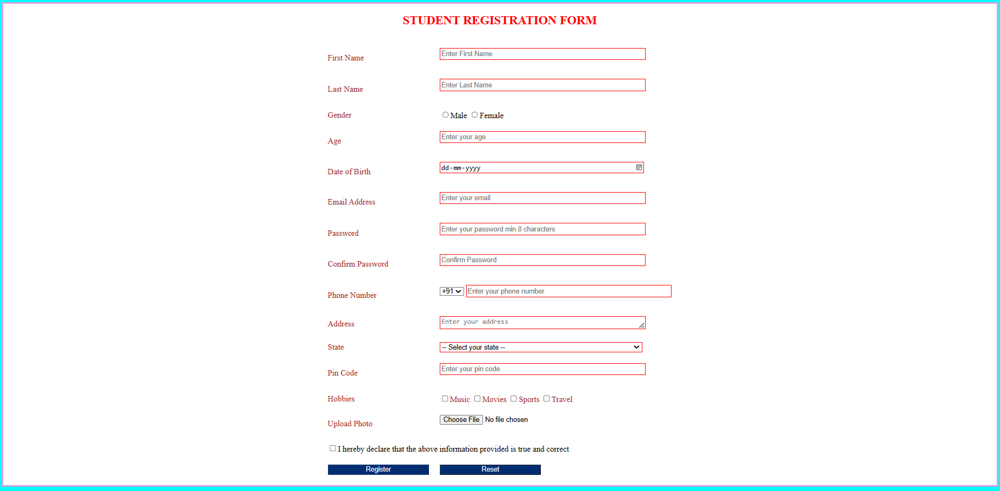 STUDENT REGISTRATION FORM
First Name Enter First Name
Last Name Enter Last Name
Gender Male Female
Age Enter your age
Date of Birth dd-mm-yyyy
Email Address Enter your email
Password Enter your password min 8 characters
Confirm Password Confirm Password
Phone Number +91 Enter your phone number
Address Enter your address
State -- Select your state --
Pin Code Enter your pin code
Hobbies Music Movies Sports Travel
Upload Photo Choose File No file chosen
I hereby declare that the above information provided is true and correct
Register Reset